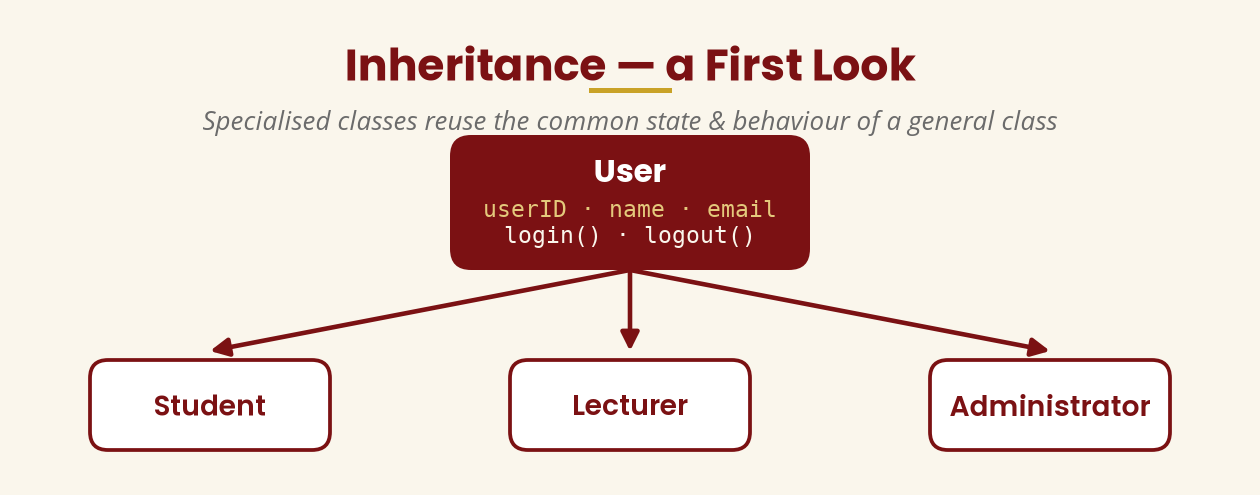 Inheritance — a First Look
Specialised classes reuse the common state & behaviour of a general class
User
userID · name · email
login() · logout()
Student
Lecturer
Administrator